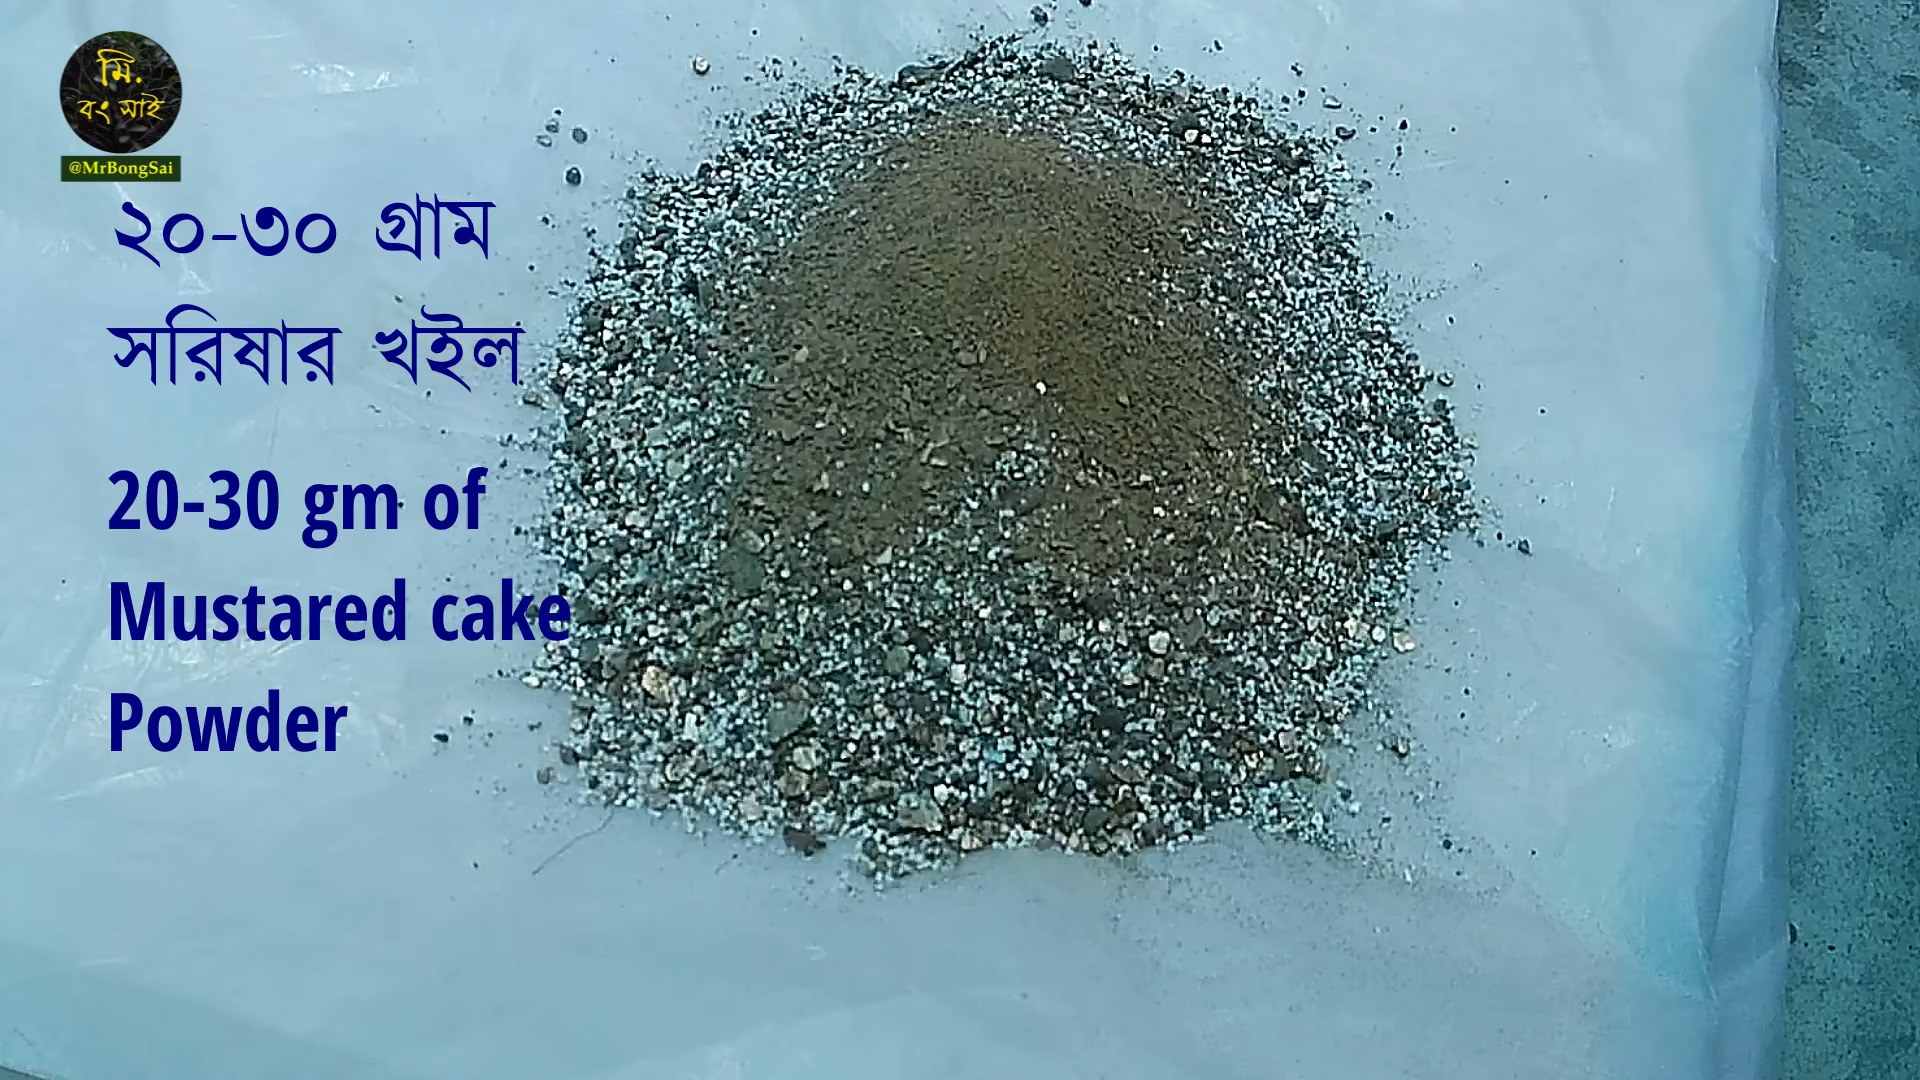 মি.
বং সাই
@MrBongSai
২০-৩০ গ্রাম
সরিষার খইল
20-30 gm of
Mustared cake
Powder